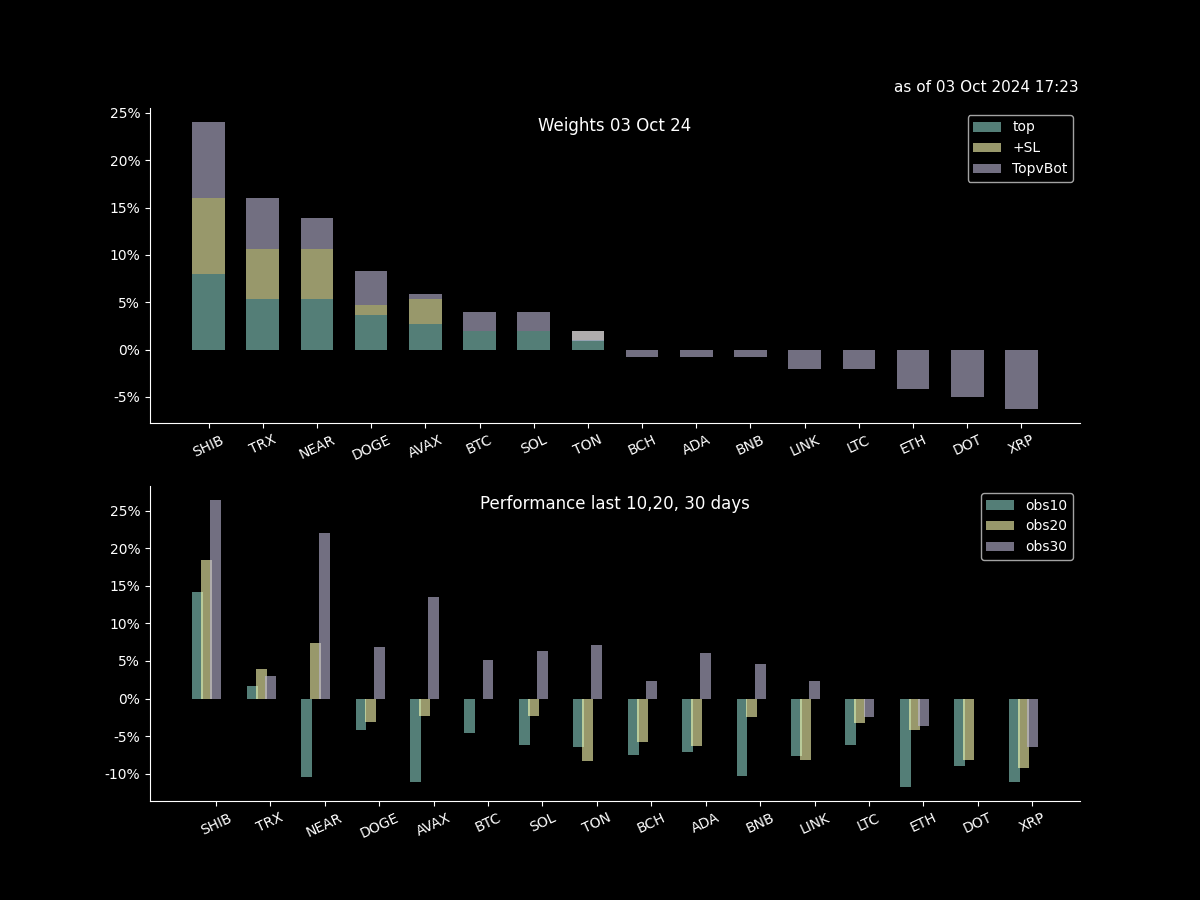 as of 03 Oct 2024 17:23
Weights 03 Oct 24
top
+SL
TopvBot
25%
20%
15%
10%
5%
0%
-5%
SHIB TRX NEAR DOGE AVAX BTC SOL TON BCH ADA BNB LINK LTC ETH DOT XRP
Performance last 10,20, 30 days
obs10
obs20
obs30
25%
20%
15%
10%
5%
0%
-5%
-10%
SHIB TRX NEAR DOGE AVAX BTC SOL TON BCH ADA BNB LINK LTC ETH DOT XRP